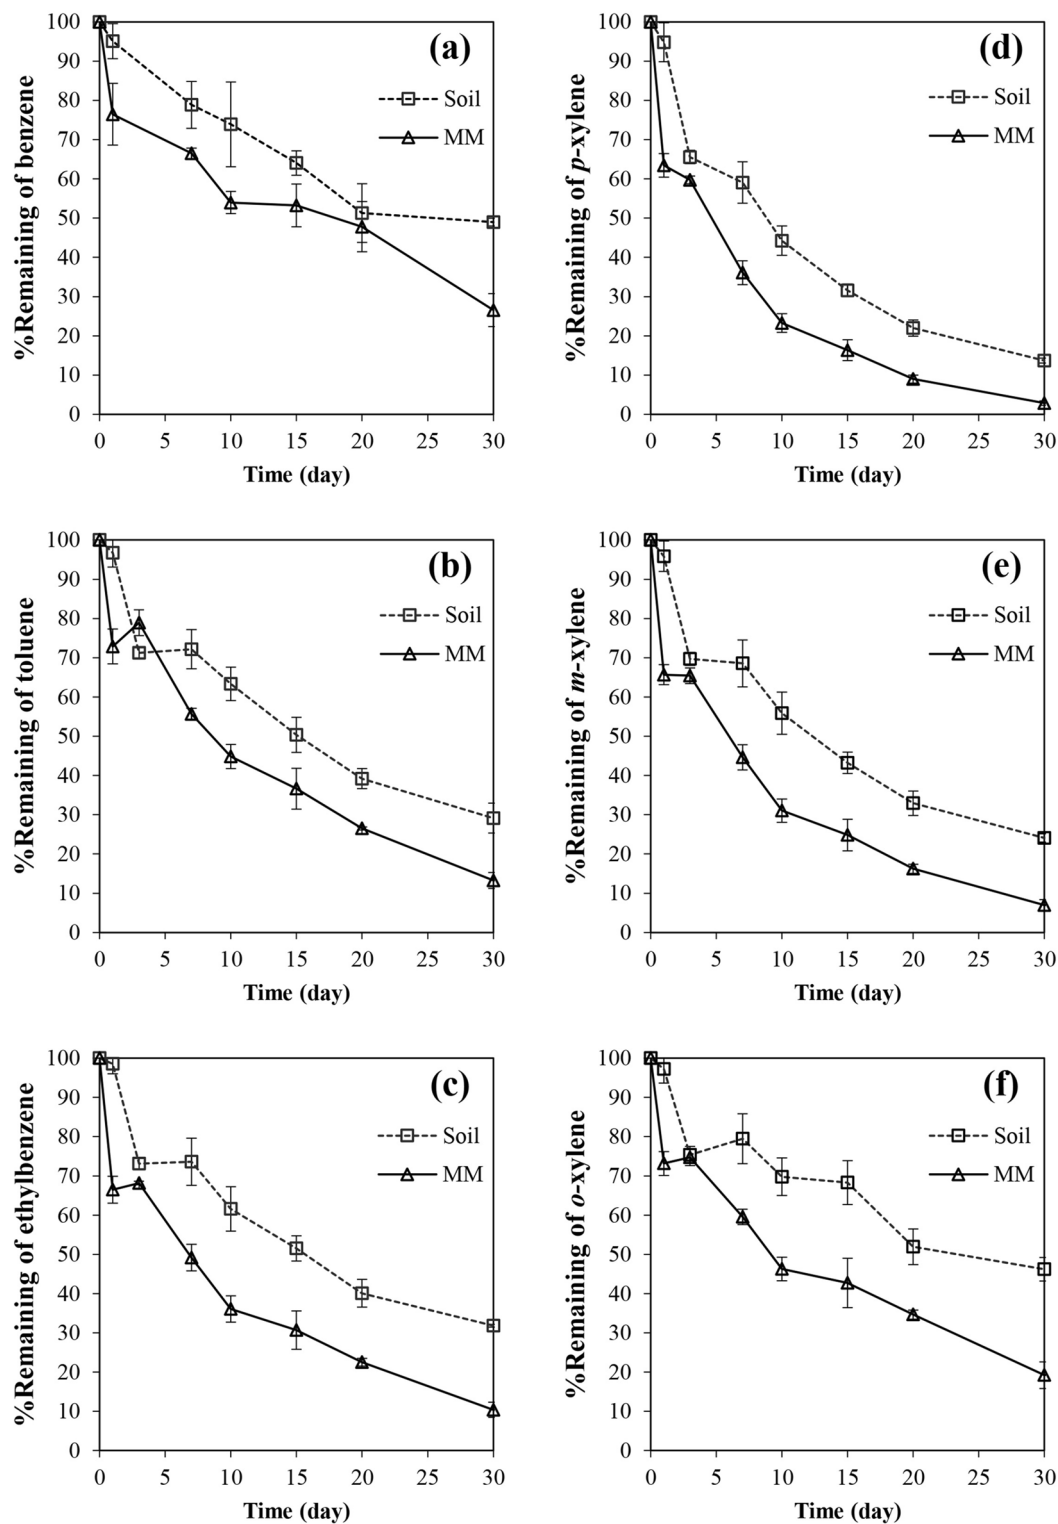 (a)
%Remaining of benzene
100
90
80
70
60
50
40
30
20
10
0
Soil
MM
0 5 10 15 20 25 30
Time (day)
(d)
%Remaining of p-xylene
100
90
80
70
60
50
40
30
20
10
0
Soil
MM
0 5 10 15 20 25 30
Time (day)
(b)
%Remaining of toluene
100
90
80
70
60
50
40
30
20
10
0
Soil
MM
0 5 10 15 20 25 30
Time (day)
(e)
%Remaining of m-xylene
100
90
80
70
60
50
40
30
20
10
0
Soil
MM
0 5 10 15 20 25 30
Time (day)
(c)
%Remaining of ethylbenzene
100
90
80
70
60
50
40
30
20
10
0
Soil
MM
0 5 10 15 20 25 30
Time (day)
(f)
%Remaining of o-xylene
100
90
80
70
60
50
40
30
20
10
0
Soil
MM
0 5 10 15 20 25 30
Time (day)